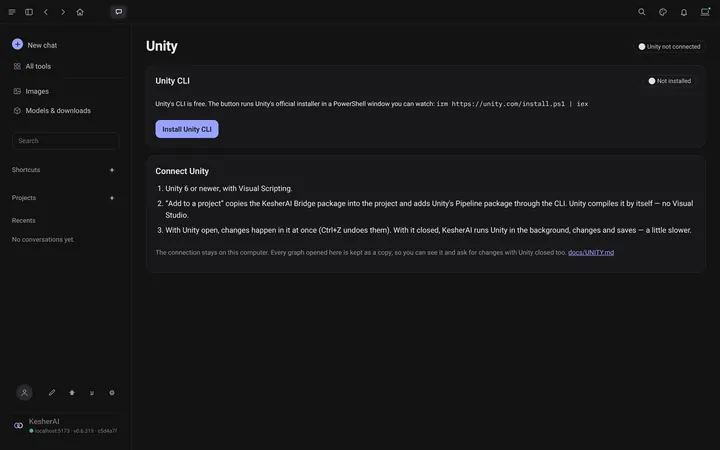 New chat
All tools
Images
Models & downloads
Search
Shortcuts
Projects
Recents
No conversations yet.
KesherAI
localhost:5173 · v0.6.319 · c5d4a7f
Unity
Unity not connected
Unity CLI
Not installed
Unity's CLI is free. The button runs Unity's official installer in a PowerShell window you can watch: irm https://unity.com/install.ps1 | iex
Install Unity CLI
Connect Unity
1. Unity 6 or newer, with Visual Scripting.
2. "Add to a project" copies the KesherAI Bridge package into the project and adds Unity's Pipeline package through the CLI. Unity compiles it by itself — no Visual
Studio.
3. With Unity open, changes happen in it at once (Ctrl+Z undoes them). With it closed, KesherAI runs Unity in the background, changes and saves — a little slower.
The connection stays on this computer. Every graph opened here is kept as a copy, so you can see it and ask for changes with Unity closed too. docs/UNITY.md